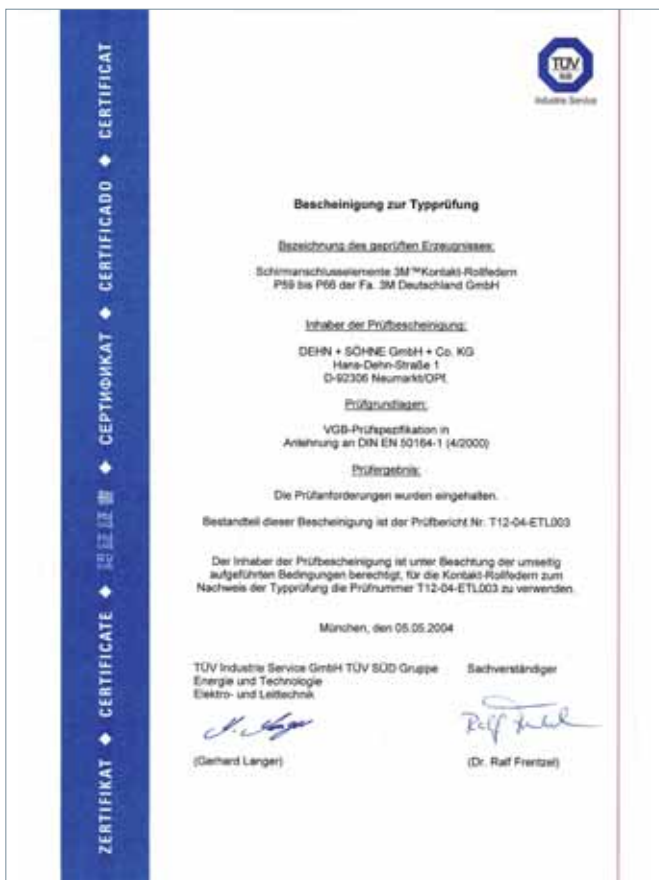 TÜV
SÜD
Industrie Service
ZERTIFIKAT ◆ CERTIFICATE ◆ 認証証書 ◆ СЕРТИФИКАТ ◆ CERTIFICADO ◆ CERTIFICAT
Bescheinigung zur Typprüfung
Bezeichnung des geprüften Erzeugnisses:
Schirmanschlusselemente 3M™Kontakt-Rollfedern
P59 bis P66 der Fa. 3M Deutschland GmbH
Inhaber der Prüfbescheinigung:
DEHN + SÖHNE GmbH + Co. KG
Hans-Dehn-Straße 1
D-92306 Neumarkt/OPf.
Prüfgrundlagen:
VGB-Prüfspezifikation in
Anlehnung an DIN EN 50164-1 (4/2000)
Prüfergebnis:
Die Prüfanforderungen wurden eingehalten.
Bestandteil dieser Bescheinigung ist der Prüfbericht Nr. T12-04-ETL003
Der Inhaber der Prüfbescheinigung ist unter Beachtung der umseitig
aufgeführten Bedingungen berechtigt, für die Kontakt-Rollfedern zum
Nachweis der Typprüfung die Prüfnummer T12-04-ETL003 zu verwenden.
München, den 05.05.2004
TÜV Industrie Service GmbH TÜV SÜD Gruppe
Energie und Technologie
Elektro- und Leittechnik
Sachverständiger
(Gerhard Langer)
(Dr. Ralf Frentzel)